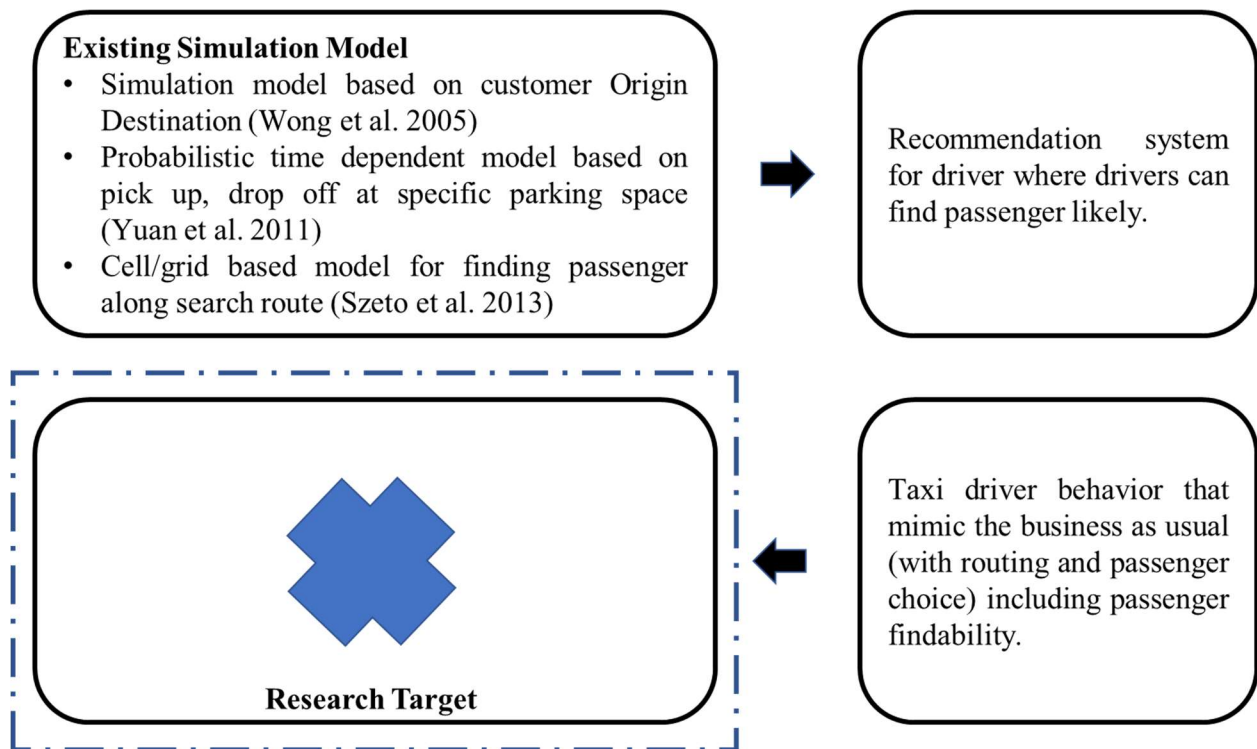 Existing Simulation Model
• Simulation model based on customer Origin
Destination (Wong et al. 2005)
• Probabilistic time dependent model based on
pick up, drop off at specific parking space
(Yuan et al. 2011)
• Cell/grid based model for finding passenger
along search route (Szeto et al. 2013)
Recommendation system
for driver where drivers can
find passenger likely.
Research Target
Taxi driver behavior that
mimic the business as usual
(with routing and passenger
choice) including passenger
findability.